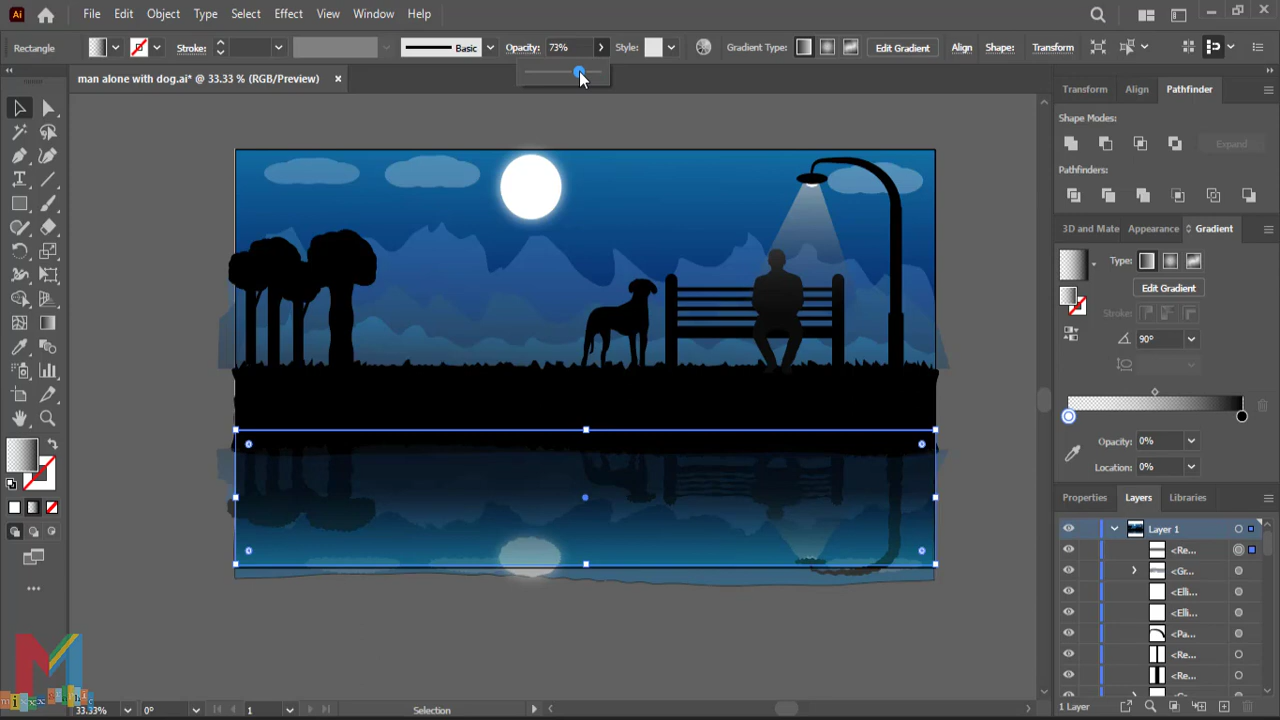 Ai File Edit Object Type Select Effect View Window Help
Rectangle Stroke: Basic Opacity: 73% Style: Gradient Type: Edit Gradient Align Shape: Transform
man alone with dog.ai* @ 33.33 % (RGB/Preview) ×
Transform Align Pathfinder
Shape Modes:
Expand
Pathfinders:
3D and Mate Appearance Gradient
Type:
Edit Gradient
Stroke:
90°
Opacity: 0%
Location: 0%
Properties Layers Libraries
Layer 1
<Re...
<Gr...
<Elli...
<Elli...
<Pa...
<Re...
<Re...
33.33% 0° 1 Selection
1 Layer